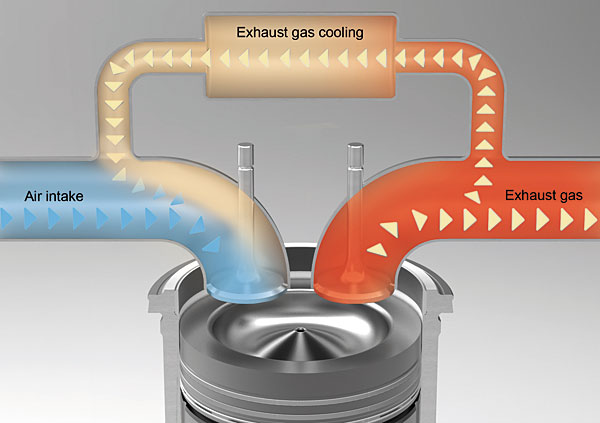 Exhaust gas cooling
Air intake
Exhaust gas